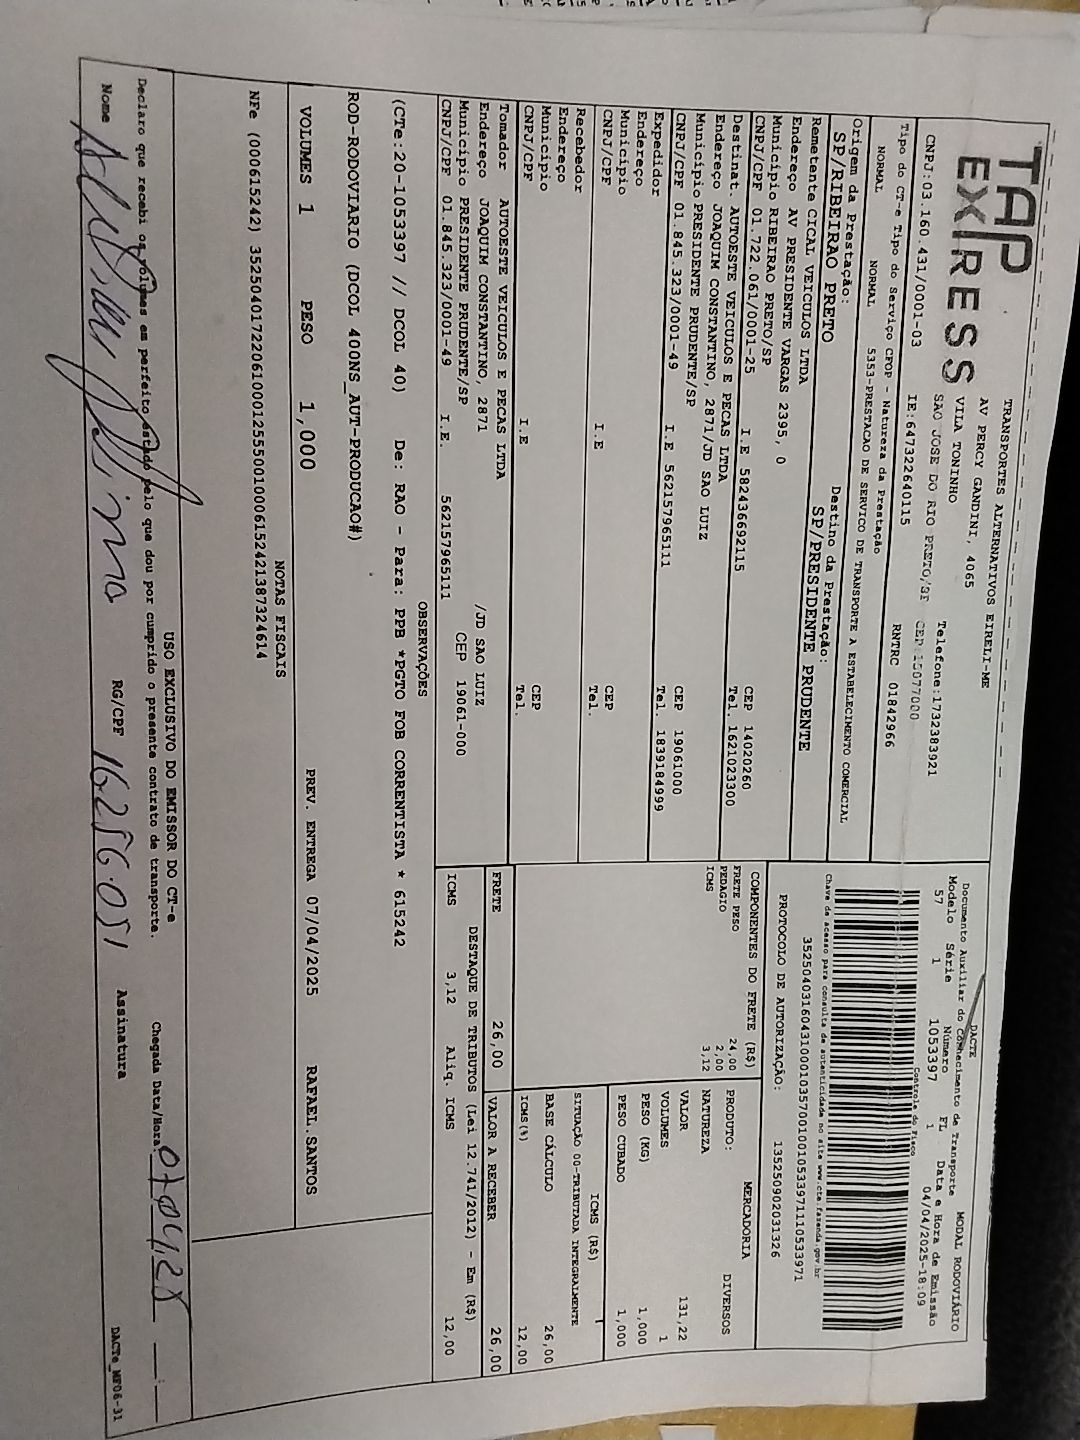 TAP
EXPRESS
TRANSPORTES ALTERNATIVOS EIRELI-ME
AV PERCY GANDINI, 4065
VILA TONINHO
SAO JOSE DO RIO PRETO/SP CEP:15077000
Telefone:1732383921
CNPJ:03.160.431/0001-03 IE:647322640115 RNTRC 01842966
Tipo do CT-e Tipo do Serviço CFOP - Natureza da Prestação
NORMAL NORMAL 5353-PRESTACAO DE SERVICO DE TRANSPORTE A ESTABELECIMENTO COMERCIAL
Origem da Prestação: Destino da Prestação:
SP/RIBEIRAO PRETO SP/PRESIDENTE PRUDENTE
Remetente CICAL VEICULOS LTDA
Endereço AV PRESIDENTE VARGAS 2395, 0
Município RIBEIRAO PRETO/SP CEP 14020260
CNPJ/CPF 01.722.061/0001-25 I.E 582436692115 Tel. 1621023300
Destinat. AUTOESTE VEICULOS E PECAS LTDA
Endereço JOAQUIM CONSTANTINO, 2871/JD SAO LUIZ
Município PRESIDENTE PRUDENTE/SP CEP 19061000
CNPJ/CPF 01.845.323/0001-49 I.E 562157965111 Tel. 1839184999
Expedidor
Endereço
Município CEP
CNPJ/CPF I.E Tel.
Recebedor
Endereço
Município CEP
CNPJ/CPF I.E Tel.
Tomador AUTOESTE VEICULOS E PECAS LTDA
Endereço JOAQUIM CONSTANTINO, 2871 /JD SAO LUIZ
Município PRESIDENTE PRUDENTE/SP CEP 19061-000
CNPJ/CPF 01.845.323/0001-49 I.E. 562157965111
DACTE
Documento Auxiliar do Conhecimento de Transporte MODAL RODOVIÁRIO
Modelo Série Número FL Data e Hora de Emissão
57 1 1053397 1 04/04/2025-18:09
Controle do Fisco
Chave de acesso para consulta de autenticidade no site www.cte.fazenda.gov.br
35250403160431000103570010010533971110533971
PROTOCOLO DE AUTORIZAÇÃO: 135250902031326
COMPONENTES DO FRETE (R$)
FRETE PESO 24,00
PEDAGIO 2,00
ICMS 3,12
MERCADORIA
PRODUTO: DIVERSOS
NATUREZA
VALOR 131,22
VOLUMES 1
PESO (KG) 1,000
PESO CUBADO 1,000
ICMS (R$)
SITUAÇÃO 00-TRIBUTADA INTEGRALMENTE
BASE CÁLCULO 26,00
ICMS(%) 12,00
FRETE 26,00 VALOR A RECEBER 26,00
DESTAQUE DE TRIBUTOS (Lei 12.741/2012) - Em (R$)
ICMS 3,12 Aliq. ICMS 12,00
OBSERVAÇÕES
(CTe:20-1053397 // DCOL 40) De: RAO - Para: PPB *PGTO FOB CORRENTISTA * 615242
ROD-RODOVIARIO (DCOL 400NS_AUT-PRODUCAO#)
VOLUMES 1 PESO 1,000 PREV. ENTREGA 07/04/2025 RAFAEL.SANTOS
NOTAS FISCAIS
NFe (000615242) 35250401722061000125550010006152421387324614
USO EXCLUSIVO DO EMISSOR DO CT-e
Declaro que recebi os volumes em perfeito estado pelo que dou por cumprido o presente contrato de transporte. Chegada Data/Hora 07/04/25
Nome RG/CPF 16256051 Assinatura
DACTe_MF06-31